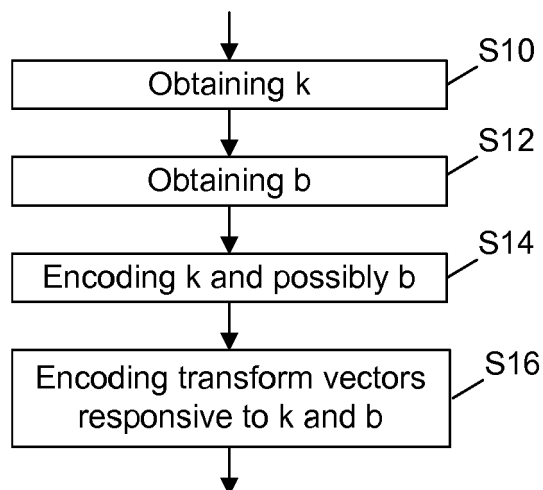 S10
Obtaining k
S12
Obtaining b
S14
Encoding k and possibly b
S16
Encoding transform vectors
responsive to k and b